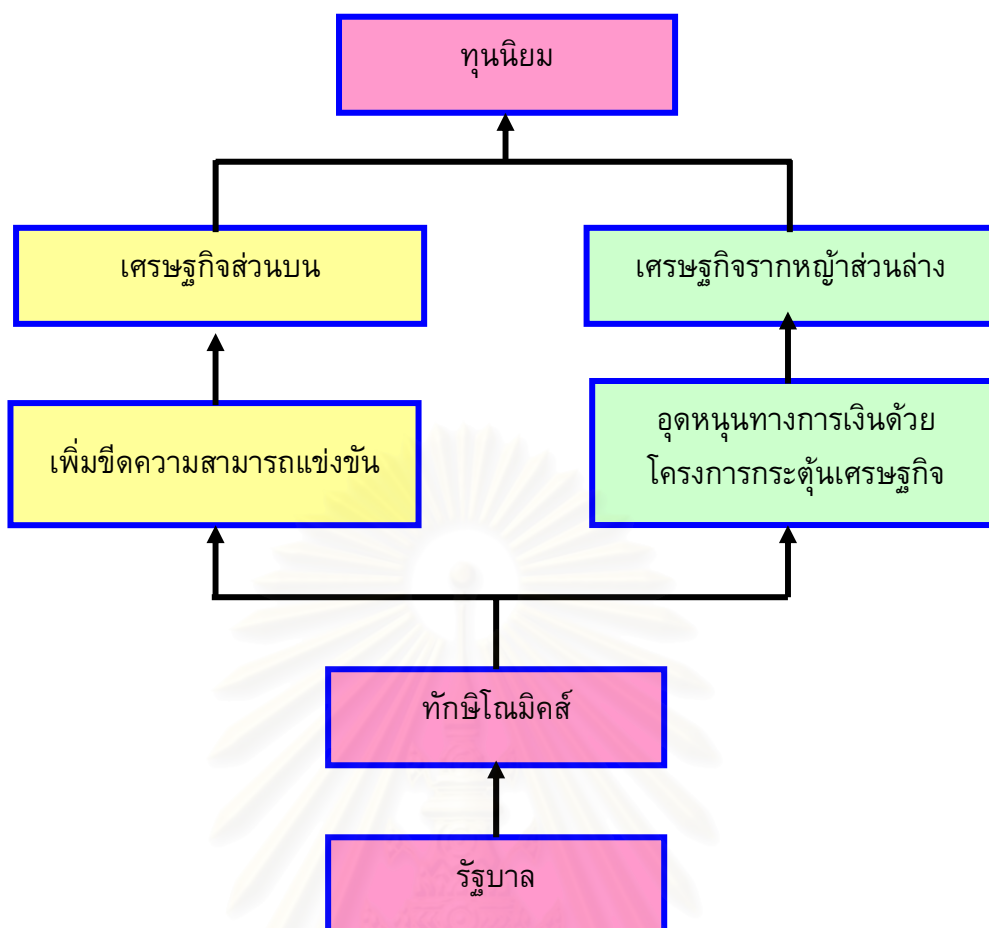 ทุนนิยม
เศรษฐกิจส่วนบน
เศรษฐกิจรากหญ้าส่วนล่าง
เพิ่มขีดความสามารถแข่งขัน
อุดหนุนทางการเงินด้วย
โครงการกระตุ้นเศรษฐกิจ
ทักษิโณมิคส์
รัฐบาล